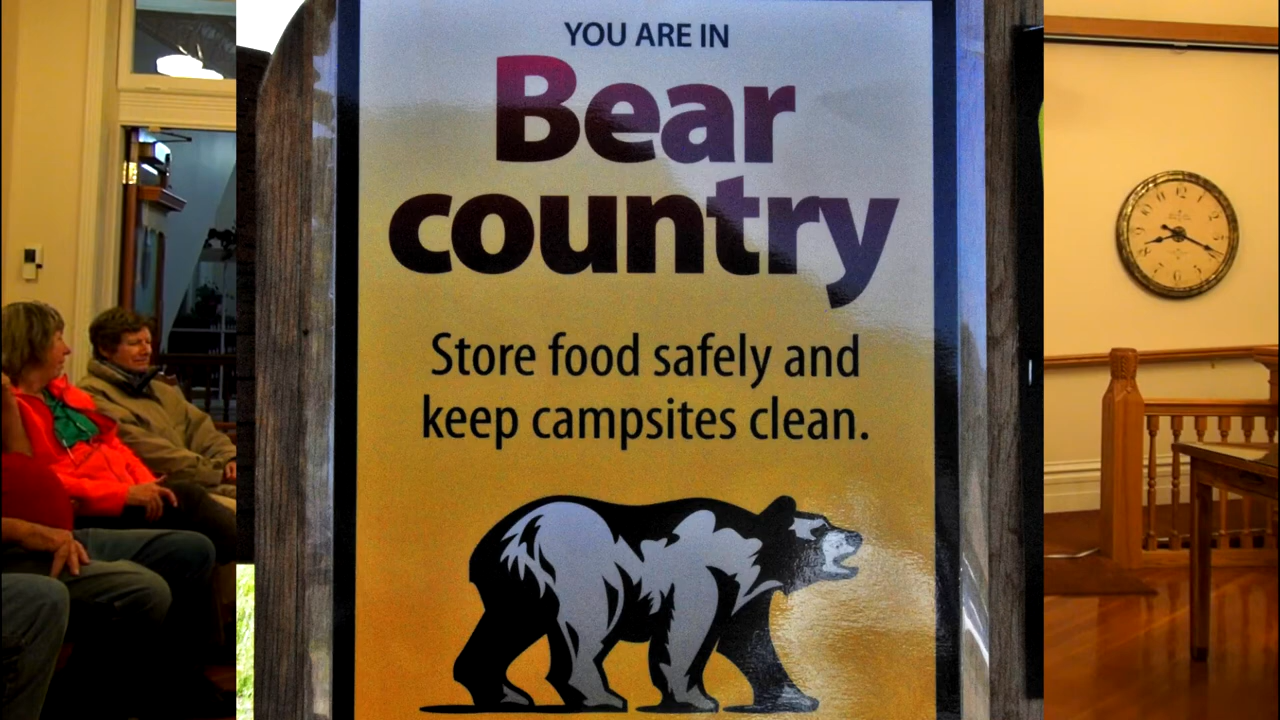 YOU ARE IN
Bear
country
Store food safely and
keep campsites clean.